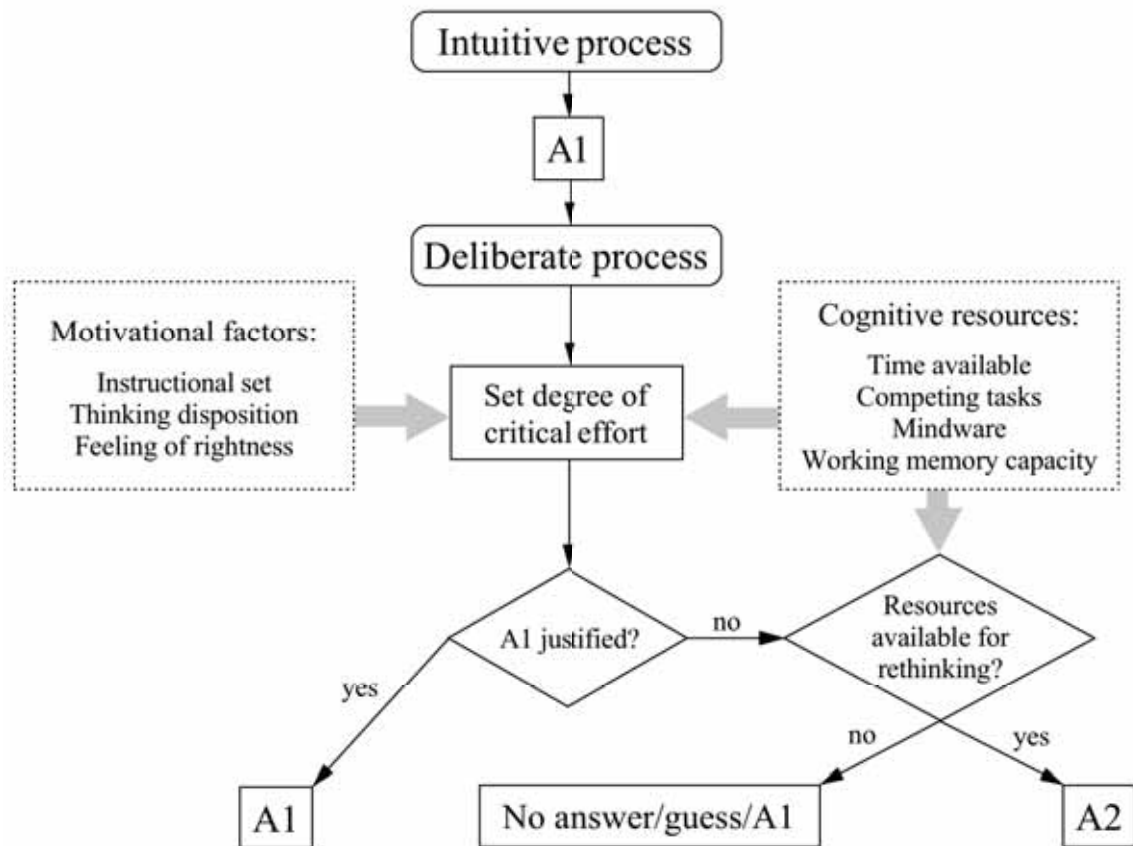 Intuitive process
A1
Deliberate process
Motivational factors:
Instructional set
Thinking disposition
Feeling of rightness
Set degree of
critical effort
Cognitive resources:
Time available
Competing tasks
Mindware
Working memory capacity
A1 justified?
no
Resources
available for
rethinking?
yes
no
yes
A1
No answer/guess/A1
A2